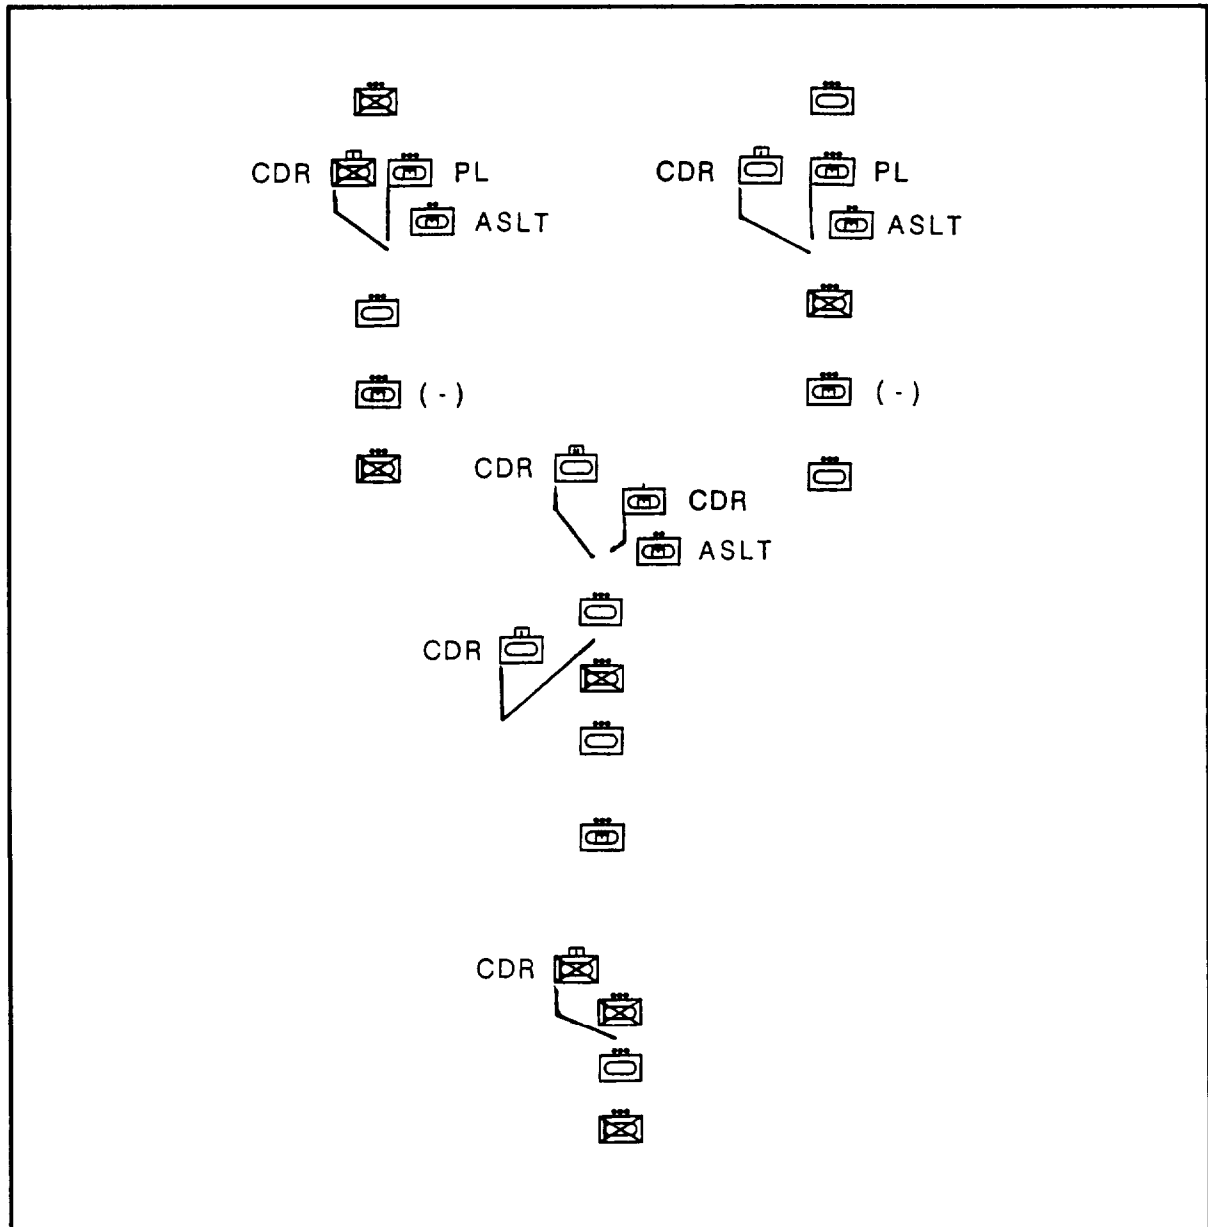 CDR PL CDR PL
ASLT ASLT
(-) (-)
CDR
CDR
ASLT
CDR
CDR